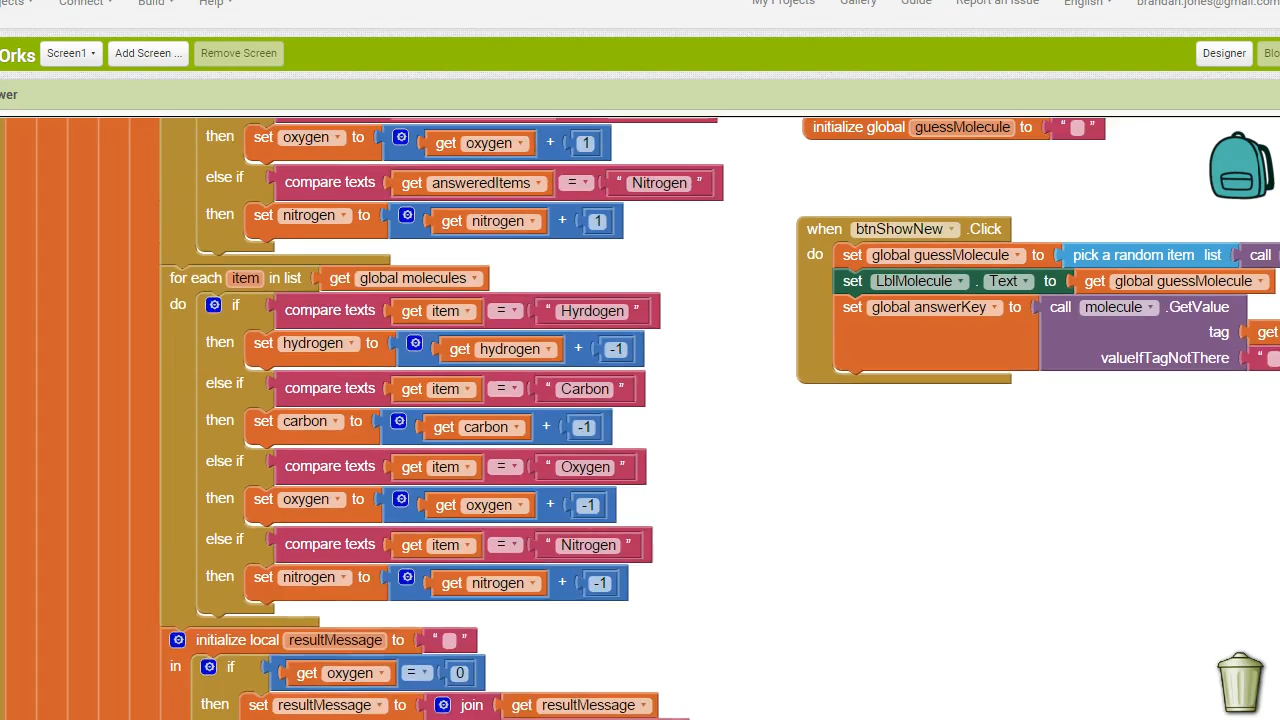 ojects Connect Build Help My Projects Gallery Guide Report an Issue English brandan.jones@gmail.com
Orks Screen1 Add Screen ... Remove Screen Designer Blo
wer
then set oxygen to get oxygen + 1
initialize global guessMolecule to “ ”
else if compare texts get answeredItems = “ Nitrogen ”
then set nitrogen to get nitrogen + 1
when btnShowNew .Click
do set global guessMolecule to pick a random item list call
set LblMolecule . Text to get global guessMolecule
set global answerKey to call molecule .GetValue
tag get
valueIfTagNotThere “
for each item in list get global molecules
do if compare texts get item = “ Hyrdogen ”
then set hydrogen to get hydrogen + -1
else if compare texts get item = “ Carbon ”
then set carbon to get carbon + -1
else if compare texts get item = “ Oxygen ”
then set oxygen to get oxygen + -1
else if compare texts get item = “ Nitrogen ”
then set nitrogen to get nitrogen + -1
initialize local resultMessage to “ ”
in if get oxygen = 0
then set resultMessage to join get resultMessage